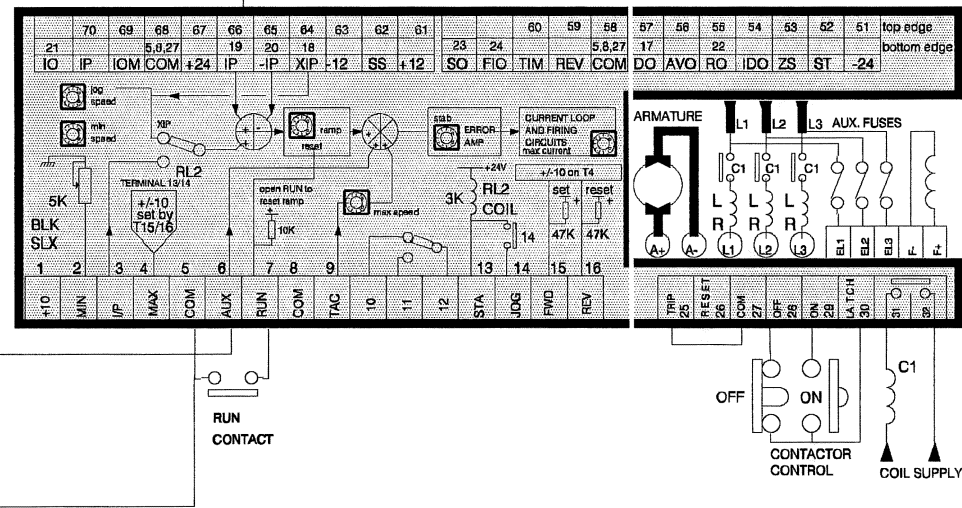 70 69 68 67 66 65 64 63 62 61 60 59 58 57 56 55 54 53 52 51 top edge
21 5,8,27 19 20 18 23 24 5,8,27 17 22 bottom edge
IO IP IOM COM +24 IP -IP XIP -12 SS +12 SO FIO TIM REV COM DO AVO RO IDO ZS ST -24
jog
speed
min
speed
XIP
RL2
+ -
ramp
reset
+ +
stab
ERROR
AMP
CURRENT LOOP
AND FIRING
CIRCUITS
max current
ARMATURE
L1 L2 L3 AUX. FUSES
C1 C1 C1
L L L
R R R
A+ A- L1 L2 L3 EL1 EL2 EL3 F- F+
5K
BLK
SLX
TERMINAL 13/14
+/-10
set by
T15/16
open RUN to
reset ramp
+
10K
max speed
+24V
3K
RL2
COIL
14
+/-10 on T4
set reset
+ +
47K 47K
1 2 3 4 5 6 7 8 9 13 14 15 16
+10 MIN I/P MAX COM AUX RUN COM TAC 10 11 12 STA JOG FWD REV
TRIP 25 RESET 26 COM 27 OFF 28 ON 29 LATCH 30 31 32
RUN
CONTACT
OFF
ON
CONTACTOR
CONTROL
C1
COIL SUPPLY